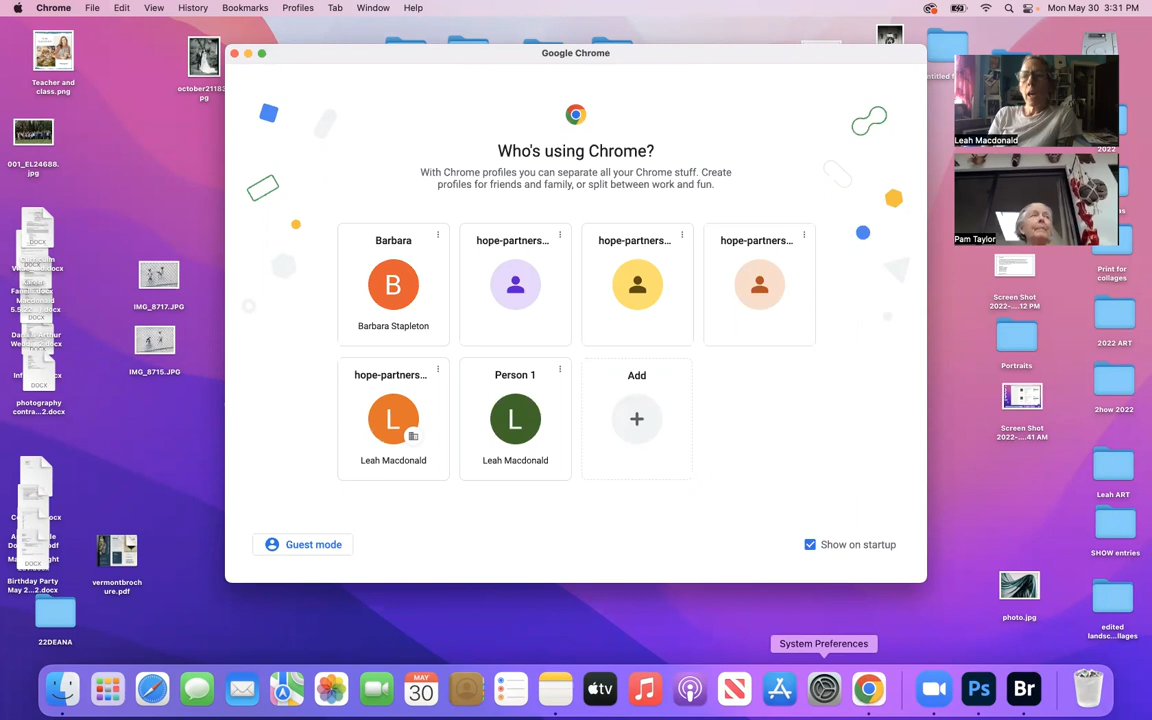 Chrome File Edit View History Bookmarks Profiles Tab Window Help
Mon May 30 3:31 PM
Google Chrome
Who's using Chrome?
With Chrome profiles you can separate all your Chrome stuff. Create
profiles for friends and family, or split between work and fun.
Barbara
B
Barbara Stapleton
hope-partners...
hope-partners...
hope-partners...
hope-partners...
L
Leah Macdonald
Person 1
L
Leah Macdonald
Add
Guest mode
Show on startup
System Preferences
Leah Macdonald
Pam Taylor
Teacher and
class.png
001_EL24688.
jpg
IMG_8717.JPG
IMG_8715.JPG
DOCX
photography
contra...2.docx
vermontbroch
ure.pdf
Birthday Party
May 2...2.docx
22DEANA
2022
Print for
collages
Screen Shot
2022-....12 PM
2022 ART
Portraits
2how 2022
Screen Shot
2022-....41 AM
Leah ART
SHOW entries
photo.jpg
edited
landsc...llages
MAY
30
tv
Ps
Br